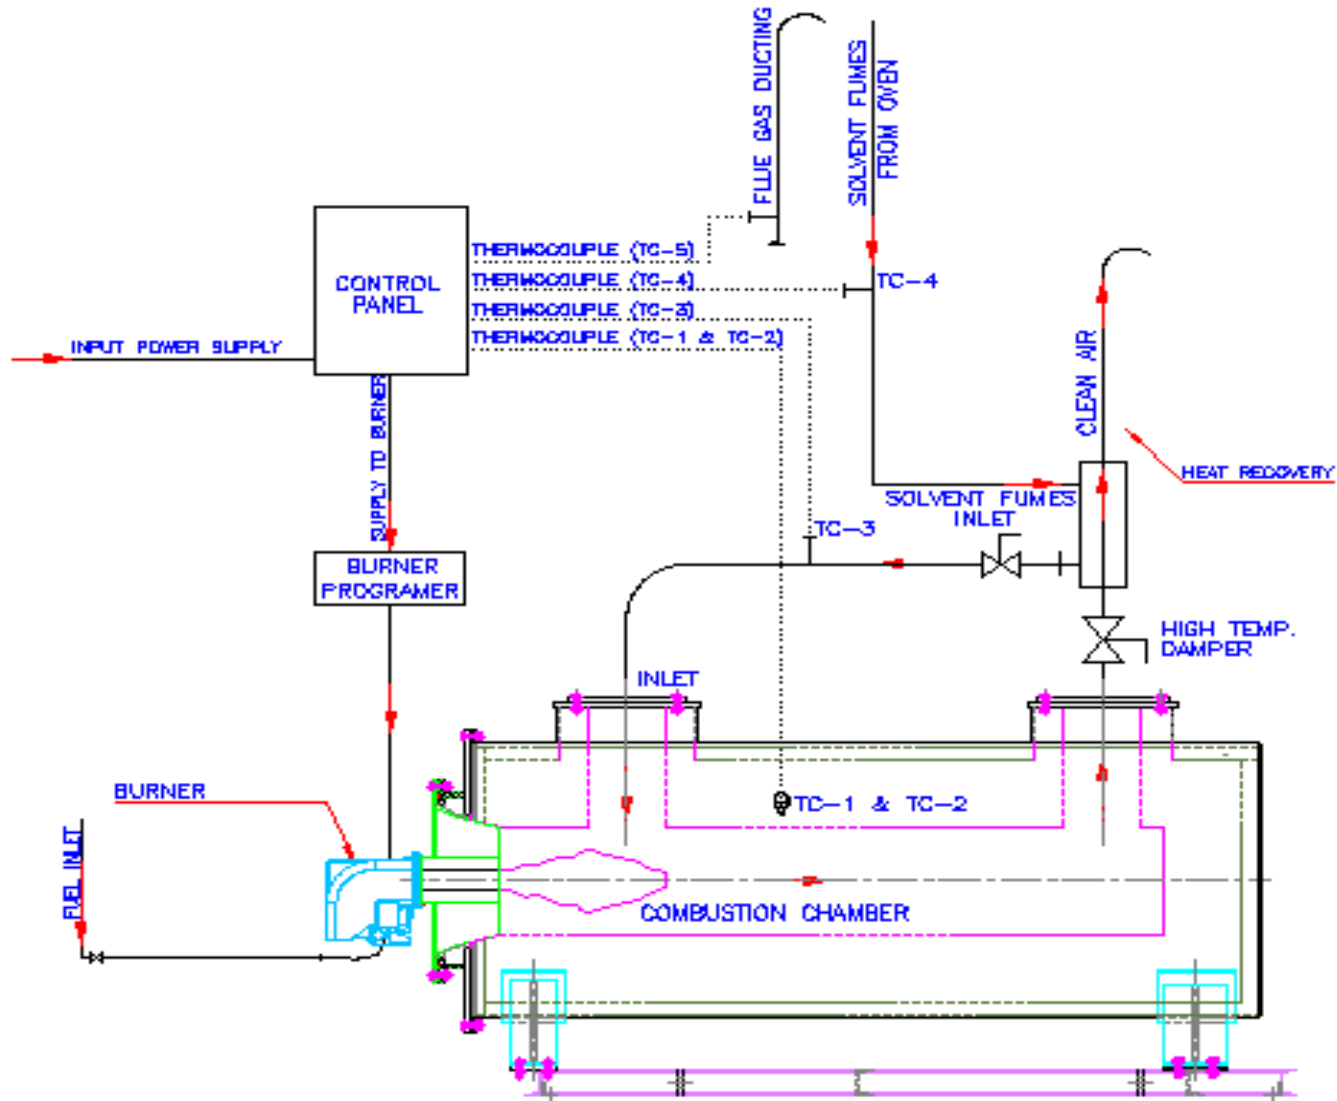 FLUE GAS DUCTING
SOLVENT FUMES
FROM OVEN
THERMOCOUPLE (TC-5)
THERMOCOUPLE (TC-4)
TC-4
THERMOCOUPLE (TC-3)
THERMOCOUPLE (TC-1 & TC-2)
CONTROL
PANEL
INPUT POWER SUPPLY
SUPPLY TO BURNER
CLEAN AIR
HEAT RECOVERY
SOLVENT FUMES
INLET
TC-3
BURNER
PROGRAMER
HIGH TEMP.
DAMPER
INLET
BURNER
TC-1 & TC-2
FUEL INLET
COMBUSTION CHAMBER